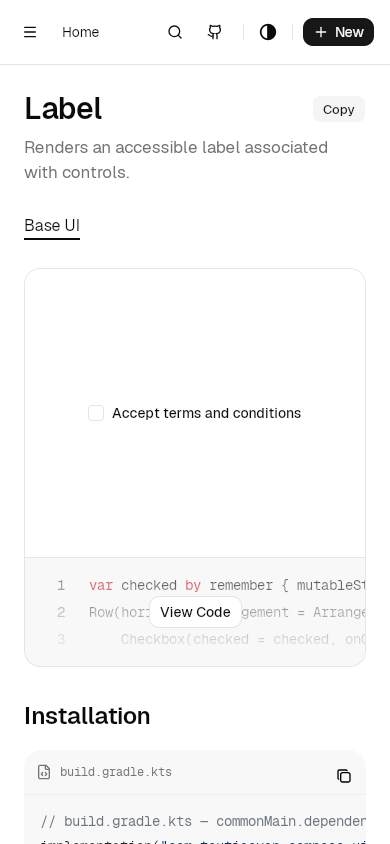 Home
New
Label
Copy
Renders an accessible label associated
with controls.
Base UI
Accept terms and conditions
1 var checked by remember { mutableSt
2 Row(hori
View Code
gement = Arrange
3 Checkbox(checked = checked, on
Installation
build.gradle.kts
// build.gradle.kts — commonMain.depender